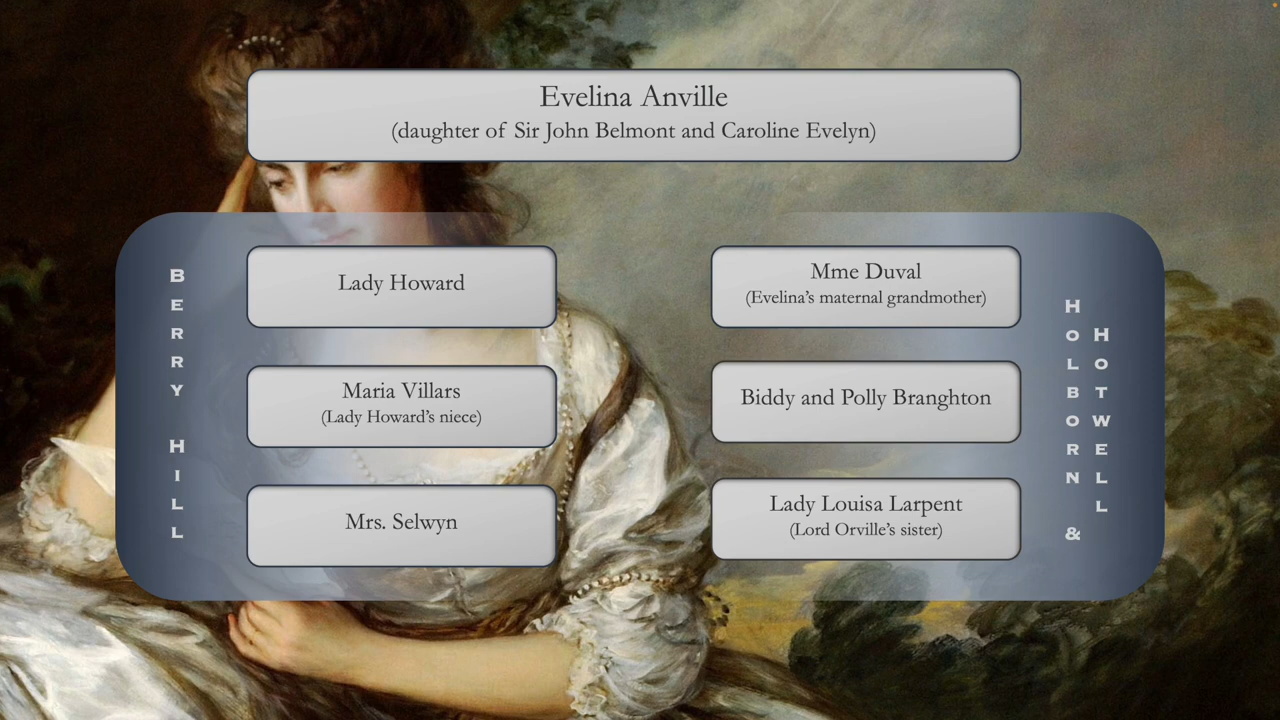 Evelina Anville
(daughter of Sir John Belmont and Caroline Evelyn)
BERRY HILL
Lady Howard
Maria Villars
(Lady Howard's niece)
Mrs. Selwyn
Mme Duval
(Evelina's maternal grandmother)
Biddy and Polly Branghton
Lady Louisa Larpent
(Lord Orville's sister)
HOLBORN &
HOTWELL